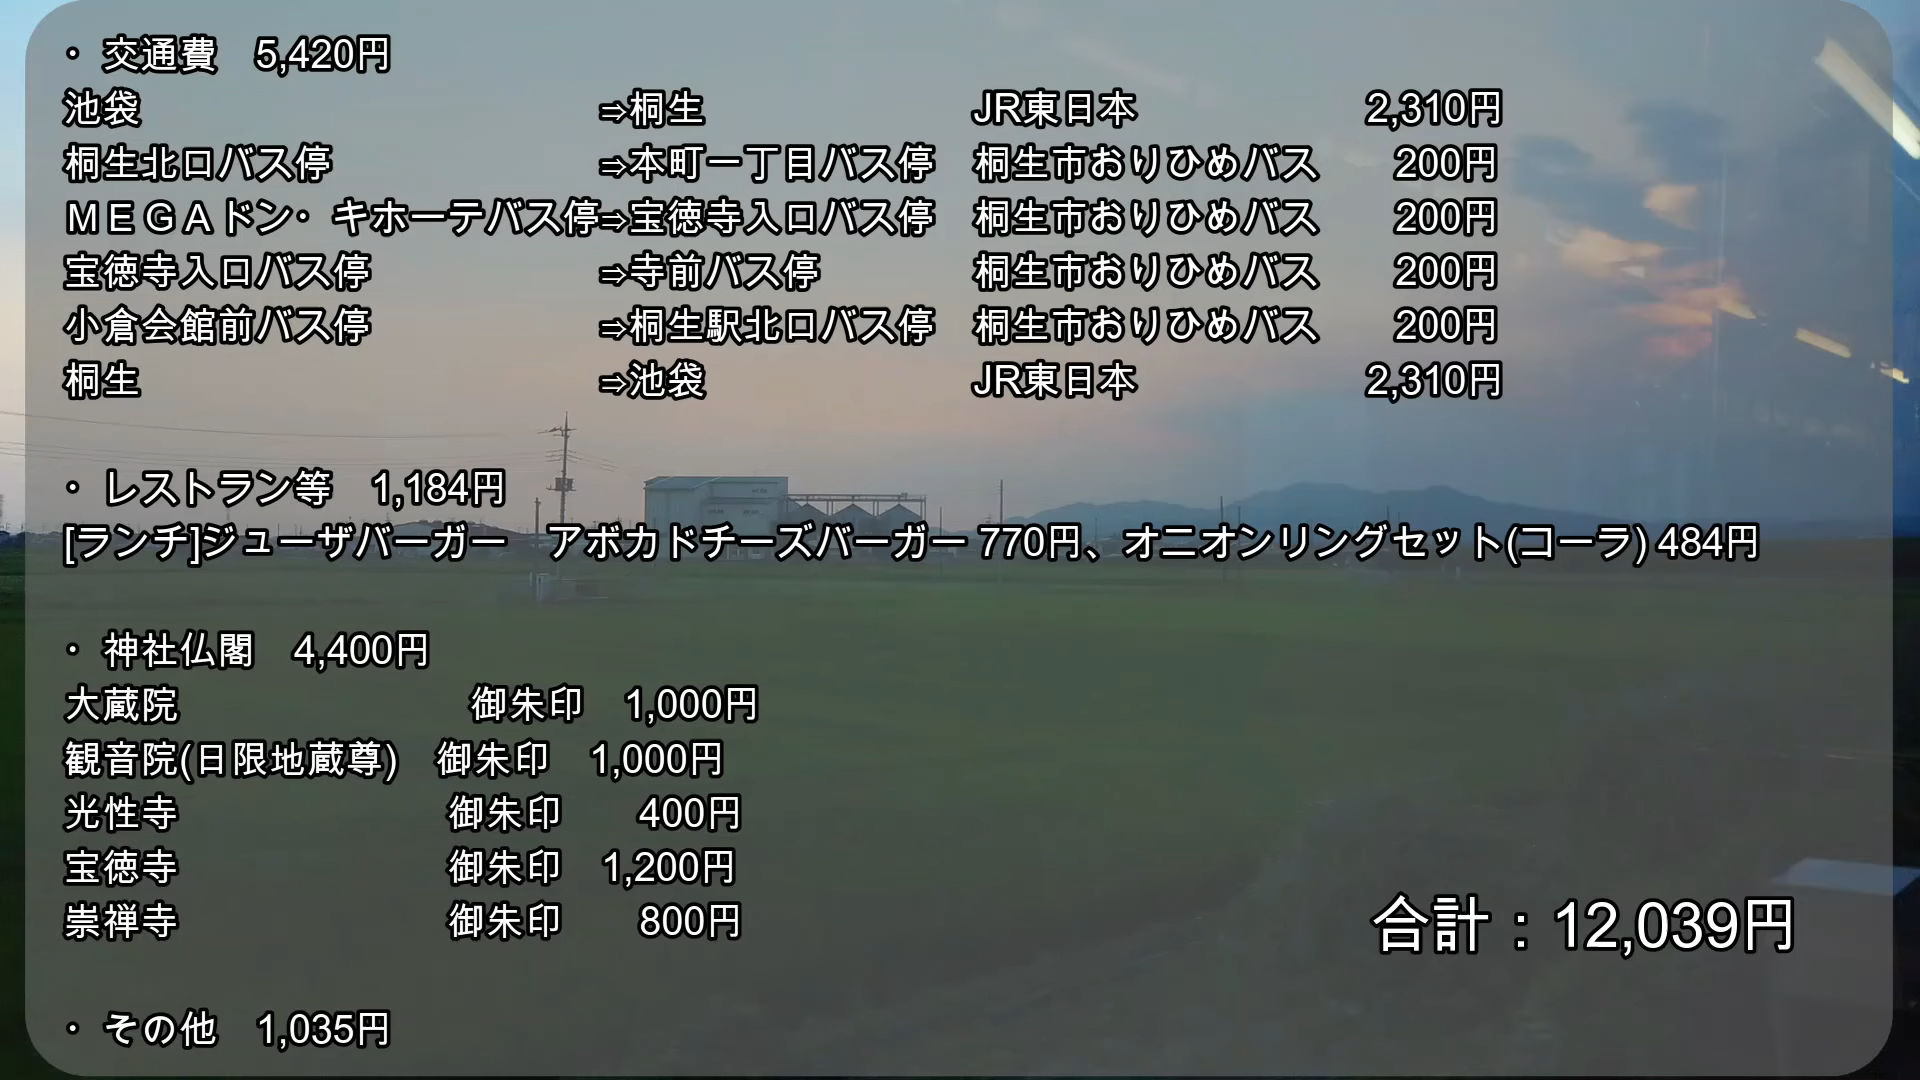 ・ 交通費　5,420円
池袋 ⇒桐生 JR東日本 2,310円
桐生北口バス停 ⇒本町一丁目バス停 桐生市おりひめバス 200円
ＭＥＧＡドン・キホーテバス停⇒宝徳寺入口バス停 桐生市おりひめバス 200円
宝徳寺入口バス停 ⇒寺前バス停 桐生市おりひめバス 200円
小倉会館前バス停 ⇒桐生駅北口バス停 桐生市おりひめバス 200円
桐生 ⇒池袋 JR東日本 2,310円
・ レストラン等　1,184円
[ランチ]ジューザバーガー　アボカドチーズバーガー 770円、オニオンリングセット(コーラ) 484円
・ 神社仏閣　4,400円
大蔵院 御朱印 1,000円
観音院(日限地蔵尊) 御朱印 1,000円
光性寺 御朱印 400円
宝徳寺 御朱印 1,200円
崇禅寺 御朱印 800円
合計：12,039円
・ その他　1,035円